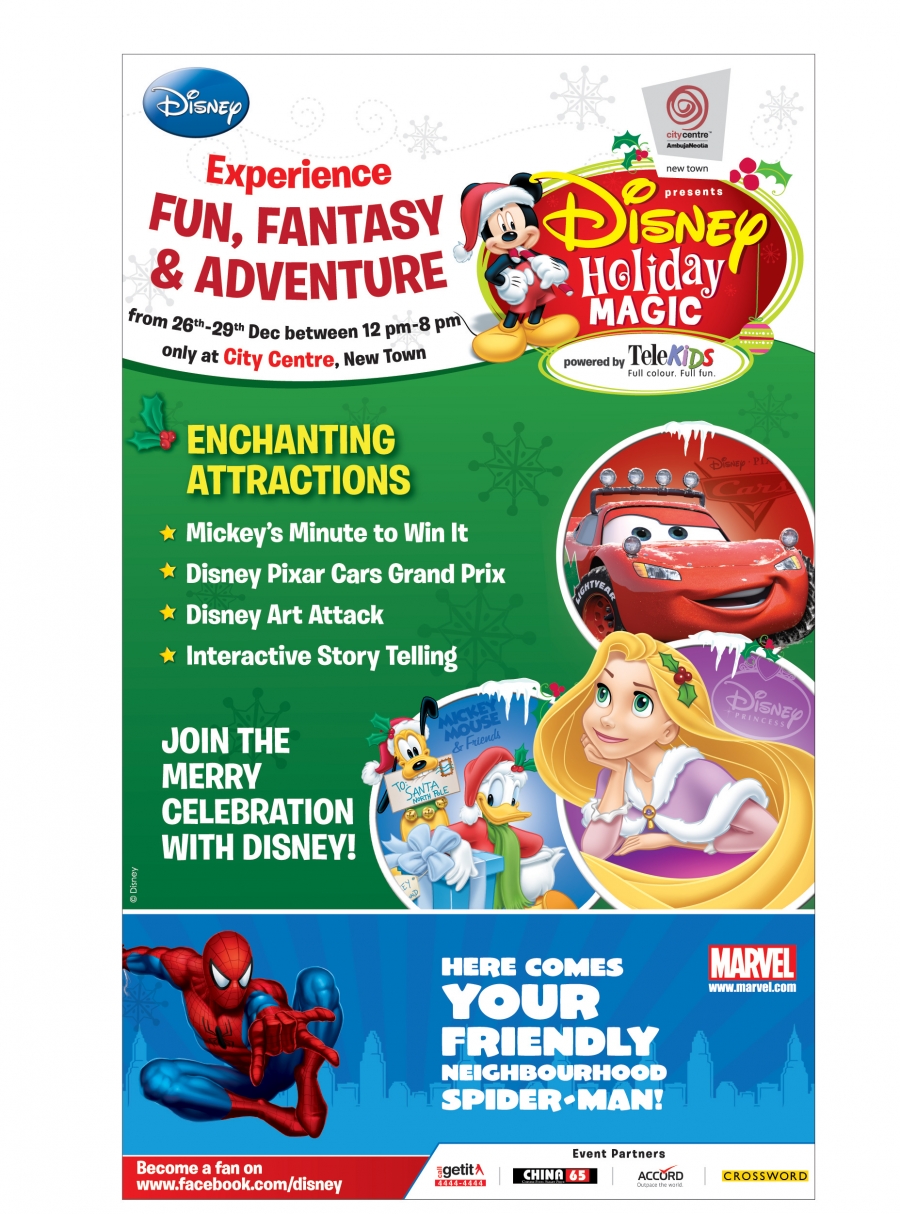 Disney
citycentre™
AmbujaNeotia
new town
Experience
FUN, FANTASY
& ADVENTURE
from 26th-29th Dec between 12 pm-8 pm
only at City Centre, New Town
presents
Disney
Holiday
MAGIC
powered by TeleKiDS
Full colour. Full fun.
ENCHANTING
ATTRACTIONS
Mickey's Minute to Win It
Disney Pixar Cars Grand Prix
Disney Art Attack
Interactive Story Telling
Disney · PIXAR
Cars
LIGHTYEAR
Disney
PRINCESS
MICKEY
MOUSE
& Friends
TO:
SANTA
NORTH POLE
JOIN THE
MERRY
CELEBRATION
WITH DISNEY!
© Disney
HERE COMES
YOUR
FRIENDLY
NEIGHBOURHOOD
SPIDER-MAN!
MARVEL
www.marvel.com
Become a fan on
www.facebook.com/disney
Event Partners
call
getit
4444-4444
CHINA 65
ACCORD
Outpace the world
CROSSWORD